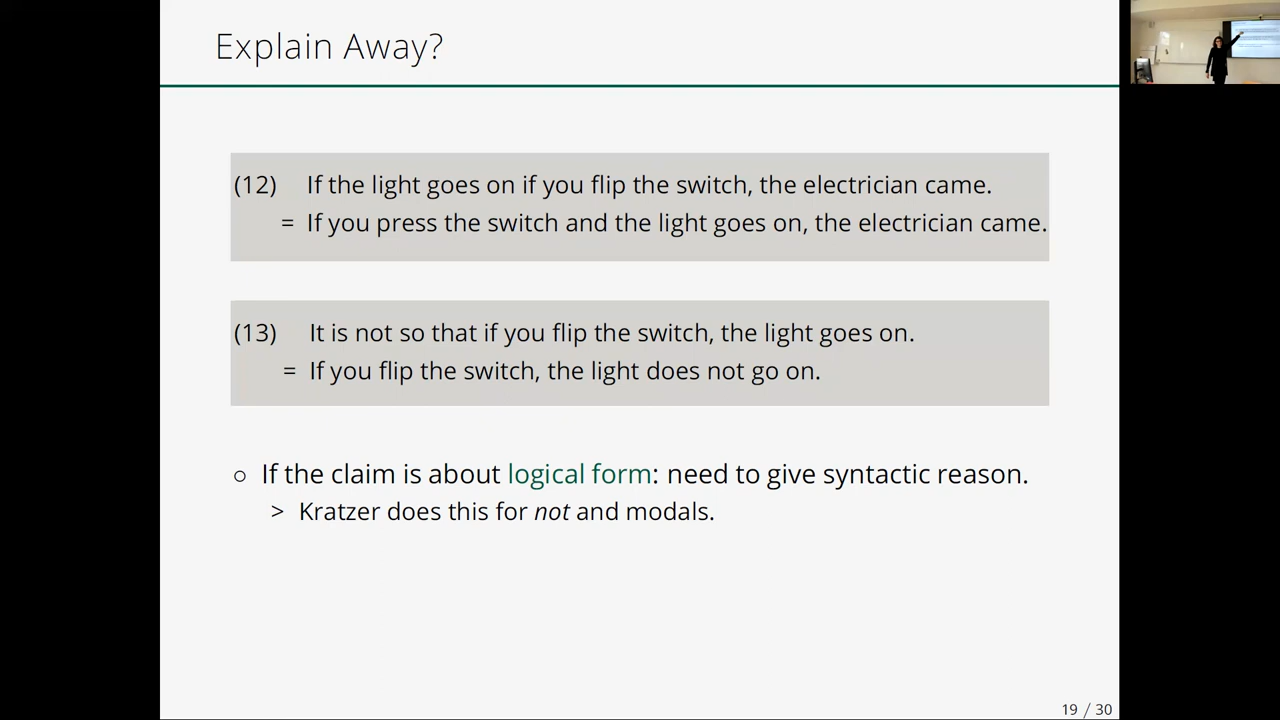 Explain Away?
(12) If the light goes on if you flip the switch, the electrician came.
= If you press the switch and the light goes on, the electrician came.
(13) It is not so that if you flip the switch, the light goes on.
= If you flip the switch, the light does not go on.
○ If the claim is about logical form: need to give syntactic reason.
> Kratzer does this for not and modals.
19 / 30